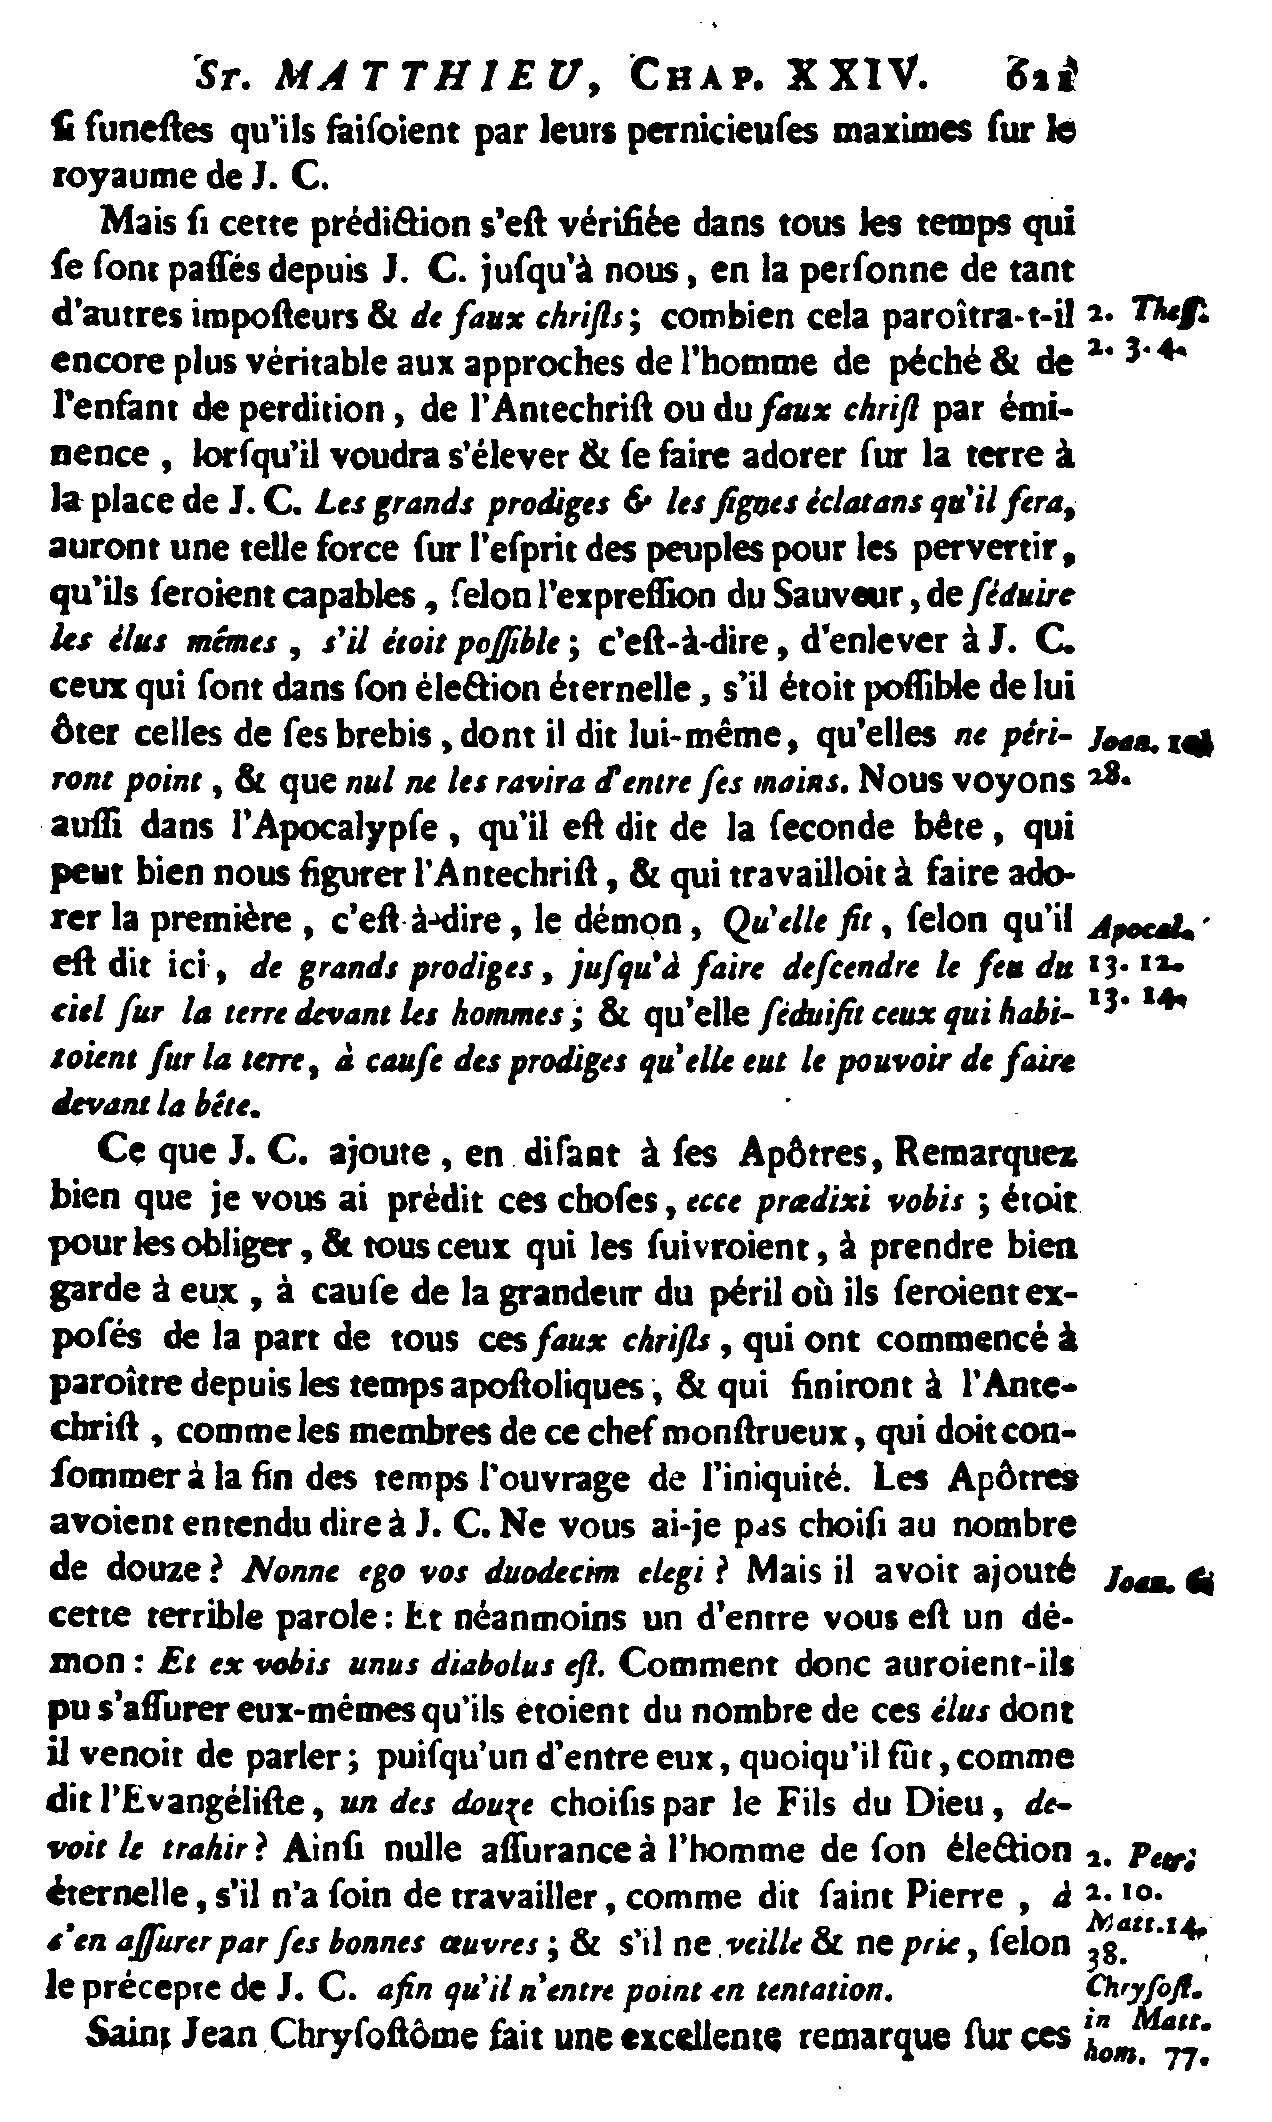 St. MATTHIEU, CHAP. XXIV. 621
ſi funeſtes qu'ils faiſoient par leurs pernicieuſes maximes ſur le
royaume de J. C.
Mais ſi cette prédiction s'eſt vérifiée dans tous les temps qui
ſe ſont paſſés depuis J. C. juſqu'à nous, en la perſonne de tant
d'autres impoſteurs & de faux chriſts; combien cela paroîtra-t-il
encore plus véritable aux approches de l'homme de péché & de
l'enfant de perdition, de l'Antechriſt ou du faux chriſt par émi-
nence, lorſqu'il voudra s'élever & ſe faire adorer ſur la terre à
la place de J. C. Les grands prodiges & les ſignes éclatans qu'il fera,
auront une telle force ſur l'eſprit des peuples pour les pervertir,
qu'ils ſeroient capables, ſelon l'expreſſion du Sauveur, de ſéduire
les élus mêmes, s'il étoit poſſible; c'eſt-à-dire, d'enlever à J. C.
ceux qui ſont dans ſon élection éternelle, s'il étoit poſſible de lui
ôter celles de ſes brebis, dont il dit lui-même, qu'elles ne péri-
ront point, & que nul ne les ravira d'entre ſes mains. Nous voyons
auſſi dans l'Apocalypſe, qu'il eſt dit de la ſeconde bête, qui
peut bien nous figurer l'Antechriſt, & qui travailloit à faire ado-
rer la première, c'eſt-à-dire, le démon, Qu'elle fit, ſelon qu'il
eſt dit ici, de grands prodiges, juſqu'à faire deſcendre le feu du
ciel ſur la terre devant les hommes; & qu'elle ſéduiſit ceux qui habi-
toient ſur la terre, à cauſe des prodiges qu'elle eut le pouvoir de faire
devant la bête.
Ce que J. C. ajoute, en diſant à ſes Apôtres, Remarquez
bien que je vous ai prédit ces choſes, ecce prædixi vobis; étoit
pour les obliger, & tous ceux qui les ſuivroient, à prendre bien
garde à eux, à cauſe de la grandeur du péril où ils ſeroient ex-
poſés de la part de tous ces faux chriſts, qui ont commencé à
paroître depuis les temps apoſtoliques, & qui finiront à l'Ante-
chriſt, comme les membres de ce chef monſtrueux, qui doit con-
ſommer à la fin des temps l'ouvrage de l'iniquité. Les Apôtres
avoient entendu dire à J. C. Ne vous ai-je pas choiſi au nombre
de douze? Nonne ego vos duodecim elegi? Mais il avoit ajouté
cette terrible parole: Et néanmoins un d'entre vous eſt un dé-
mon: Et ex vobis unus diabolus eſt. Comment donc auroient-ils
pu s'aſſurer eux-mêmes qu'ils étoient du nombre de ces élus dont
il venoit de parler; puiſqu'un d'entre eux, quoiqu'il fût, comme
dit l'Evangéliſte, un des douze choiſis par le Fils du Dieu, de-
voit le trahir? Ainſi nulle aſſurance à l'homme de ſon élection
éternelle, s'il n'a ſoin de travailler, comme dit ſaint Pierre, à
s'en aſſurer par ſes bonnes œuvres; & s'il ne veille & ne prie, ſelon
le précepte de J. C. afin qu'il n'entre point en tentation.
Saint Jean Chryſoſtôme fait une excellente remarque ſur ces
2. Theſſ.
2. 3. 4.
Joan.
28.
Apocal.
13. 12.
13. 14.
Joan. 6.
2. Petr.
2. 10.
Matt. 14.
38.
Chryſoſt.
in Matt.
hom. 77.